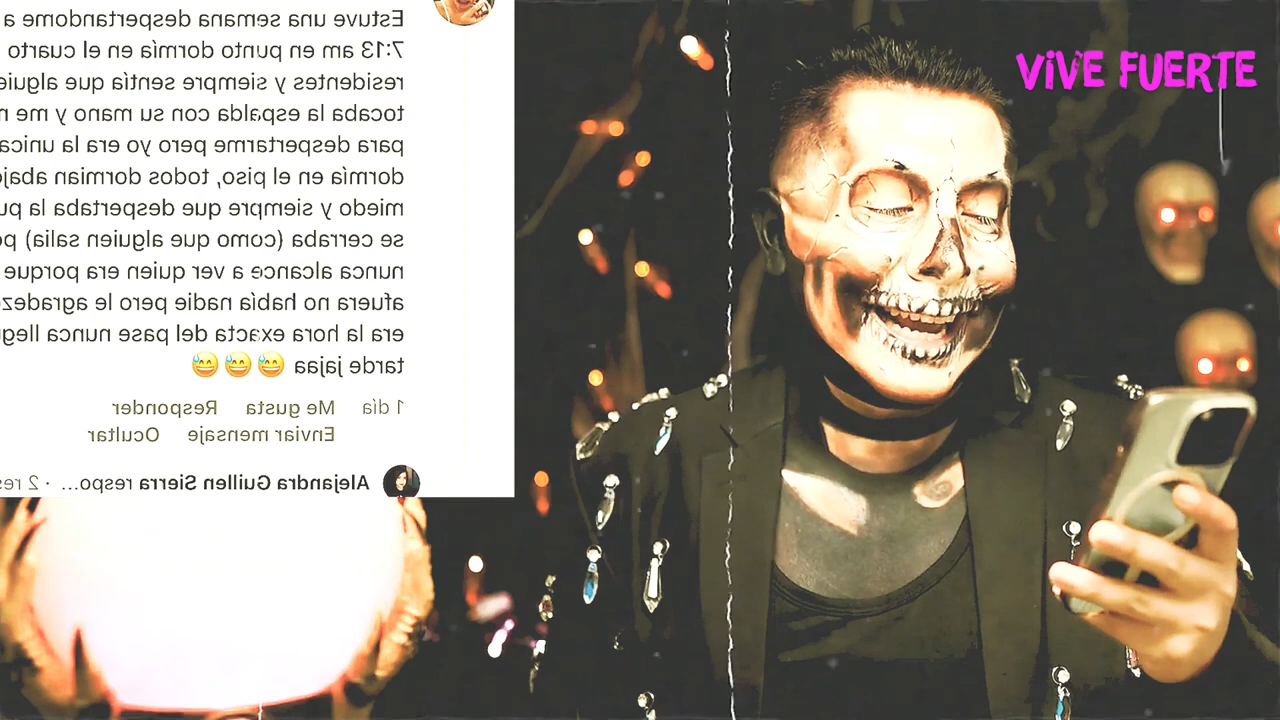 VIVE FUERTE
Estuve una semana despertandome a
7:13 am en punto dormía en el cuarto
residentes y siempre sentía que alguie
tocaba la espalda con su mano y me
para despertarme pero yo era la unica
dormía en el piso, todos dormian abajo
miedo y siempre que despertaba la pu
se cerraba (como que alguien salia)
nunca alcance a ver quien era porque
afuera no había nadie pero le agradeze
era la hora exacta del pase nunca llegu
tarde jajaa 😅 😅 😅
1 día Me gusta Responder
Enviar mensaje Ocultar
Alejandra Guillen Sierra respo... · 2 res